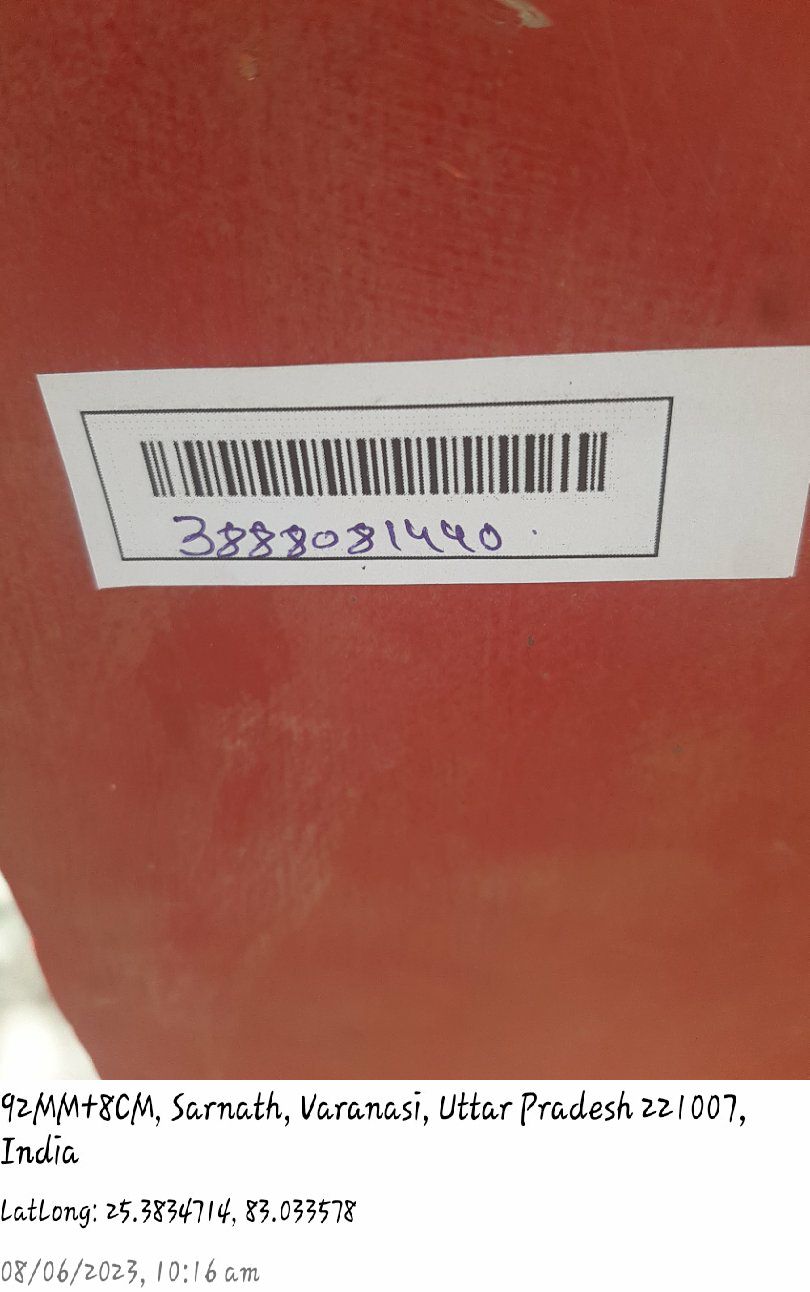 3888081440
92MM+8CM, Sarnath, Varanasi, Uttar Pradesh 221007,
India
LatLong: 25.3834714, 83.033578
08/06/2023, 10:16 am